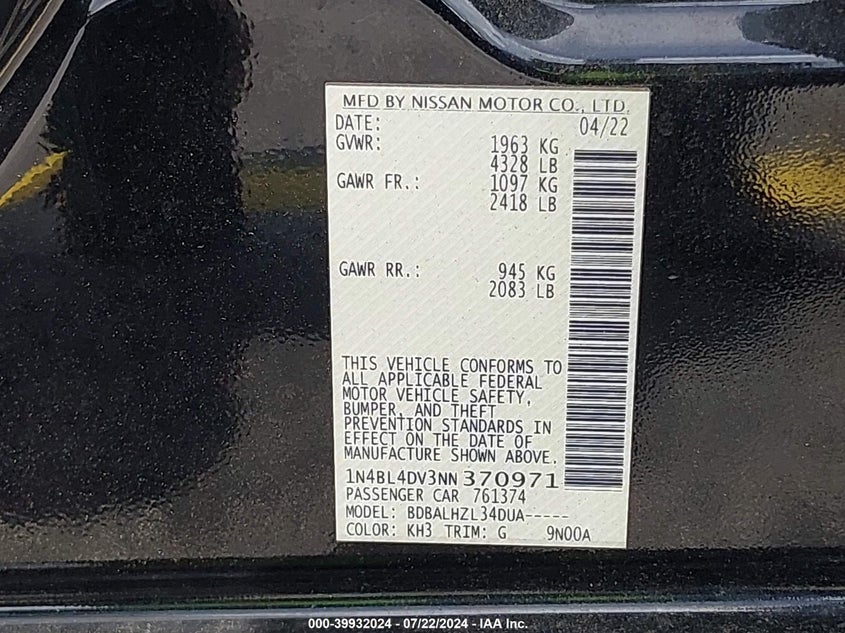 MFD BY NISSAN MOTOR CO., LTD.
DATE: 04/22
GVWR: 1963 KG
4328 LB
GAWR FR.: 1097 KG
2418 LB
GAWR RR.: 945 KG
2083 LB
THIS VEHICLE CONFORMS TO
ALL APPLICABLE FEDERAL
MOTOR VEHICLE SAFETY,
BUMPER, AND THEFT
PREVENTION STANDARDS IN
EFFECT ON THE DATE OF
MANUFACTURE SHOWN ABOVE.
1N4BL4DV3NN370971
PASSENGER CAR 761374
MODEL: BDBALHZL34DUA-----
COLOR: KH3 TRIM: G 9N00A
000-39932024 - 07/22/2024 - IAA Inc.